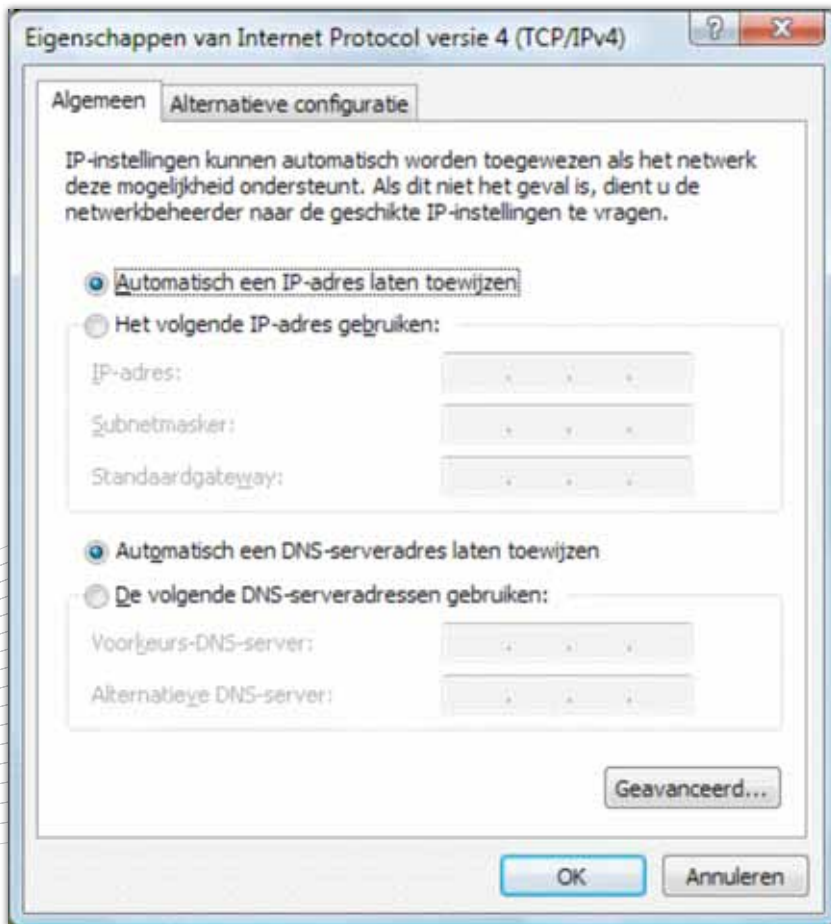 Eigenschappen van Internet Protocol versie 4 (TCP/IPv4)
?
Algemeen
Alternatieve configuratie
IP-instellingen kunnen automatisch worden toegewezen als het netwerk
deze mogelijkheid ondersteunt. Als dit niet het geval is, dient u de
netwerkbeheerder naar de geschikte IP-instellingen te vragen.
Automatisch een IP-adres laten toewijzen
Het volgende IP-adres gebruiken:
IP-adres:
Subnetmasker:
Standaardgateway:
Automatisch een DNS-serveradres laten toewijzen
De volgende DNS-serveradressen gebruiken:
Voorkeurs-DNS-server:
Alternatieve DNS-server:
Geavanceerd...
OK
Annuleren